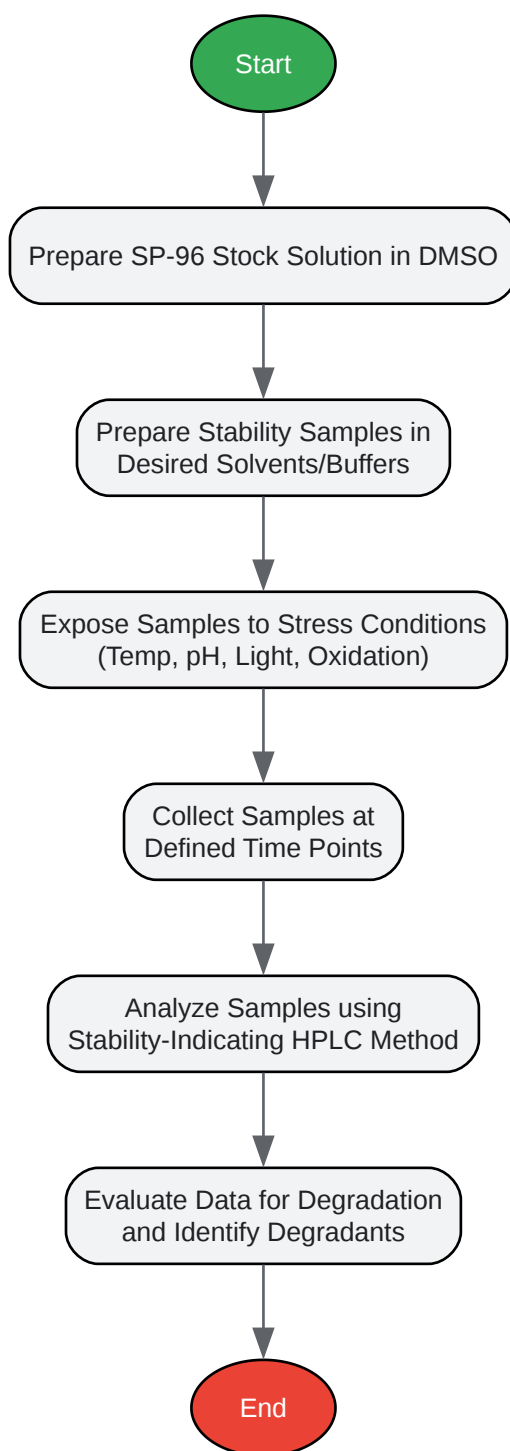 Start
Prepare SP-96 Stock Solution in DMSO
Prepare Stability Samples in
Desired Solvents/Buffers
Expose Samples to Stress Conditions
(Temp, pH, Light, Oxidation)
Collect Samples at
Defined Time Points
Analyze Samples using
Stability-Indicating HPLC Method
Evaluate Data for Degradation
and Identify Degradants
End